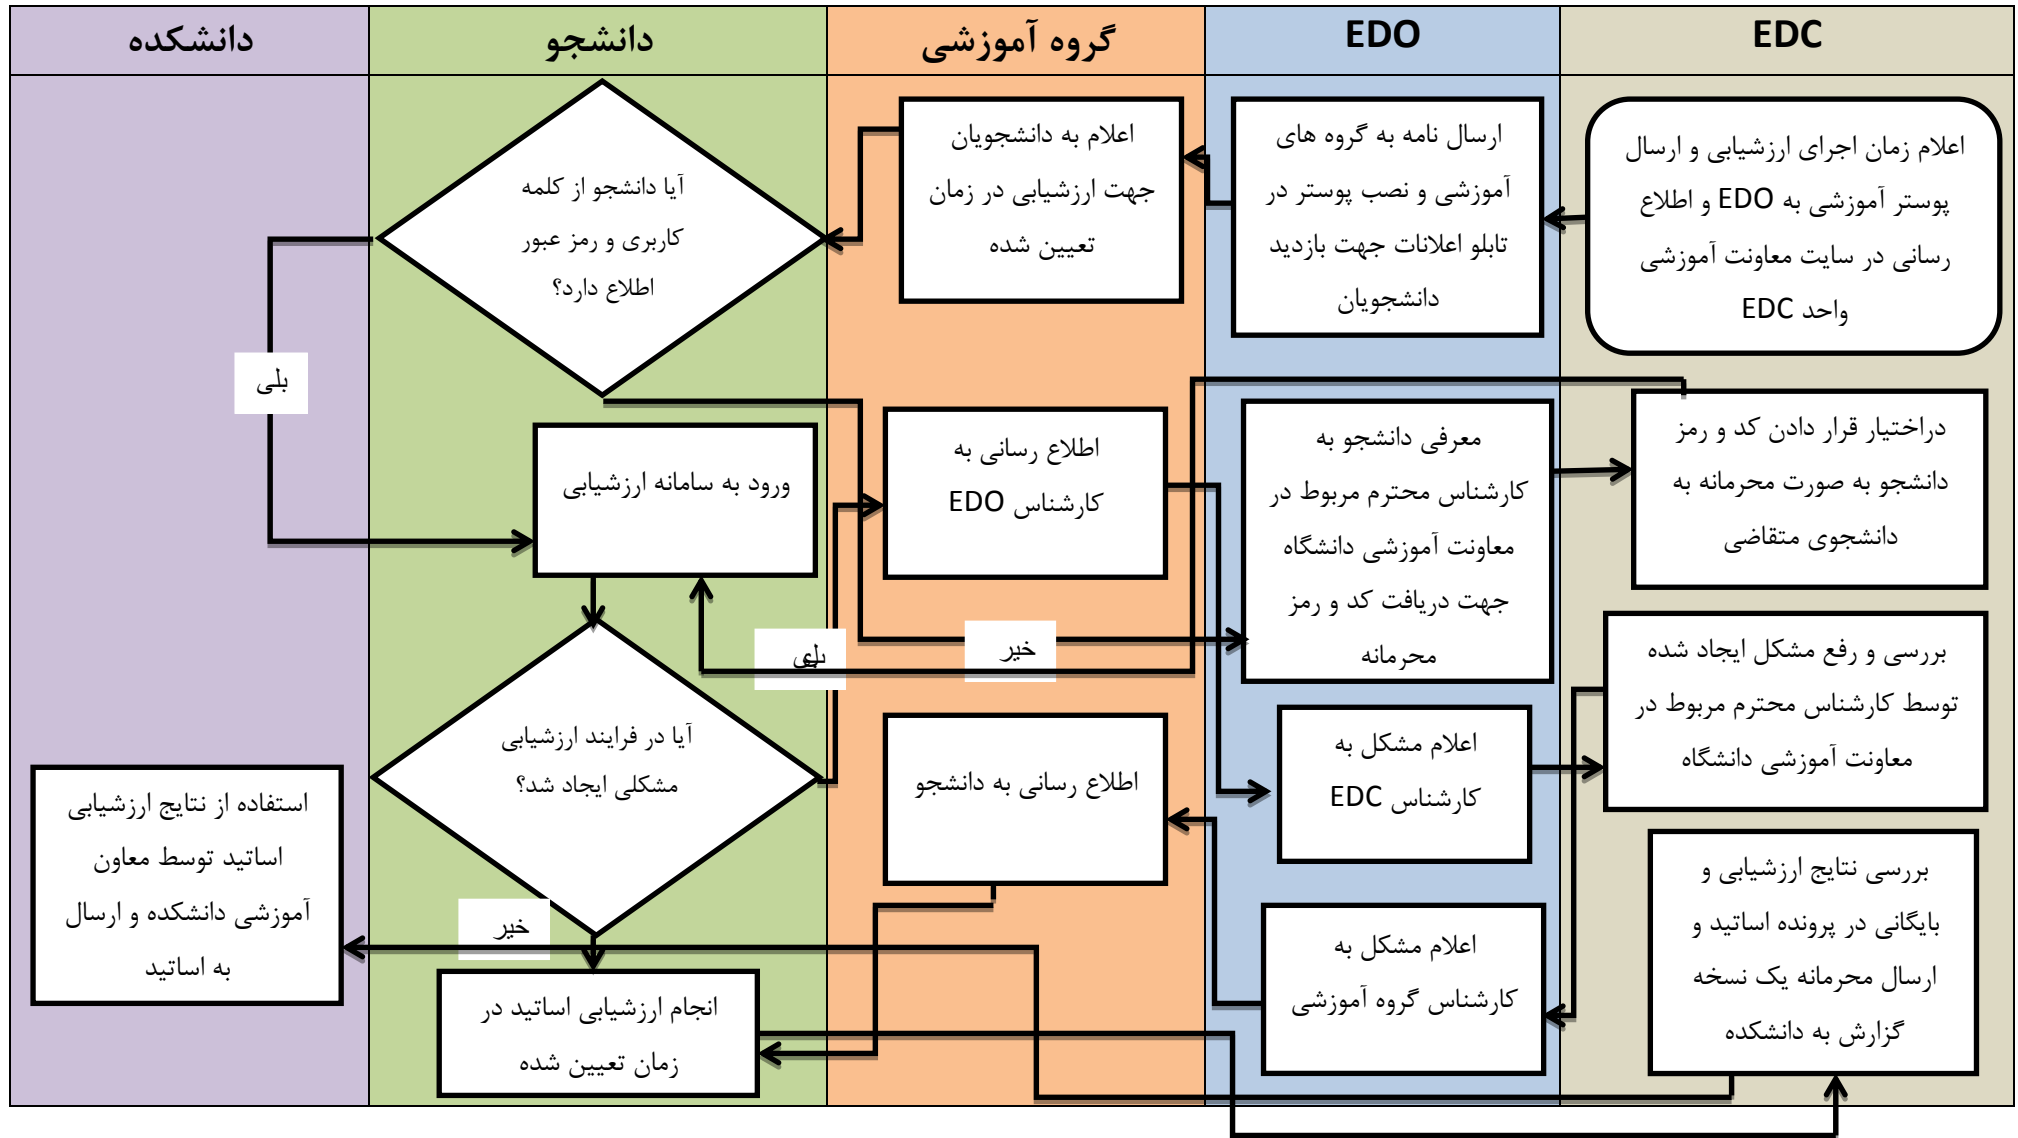 EDC
EDO
گروه آموزشی
دانشجو
دانشکده
اعلام زمان اجرای ارزشیابی و ارسال
پوستر آموزشی به EDO و اطلاع
رسانی در سایت معاونت آموزشی
واحد EDC
ارسال نامه به گروه های
آموزشی و نصب پوستر در
تابلو اعلانات جهت بازدید
دانشجویان
اعلام به دانشجویان
جهت ارزشیابی در زمان
تعیین شده
آیا دانشجو از کلمه
کاربری و رمز عبور
اطلاع دارد؟
بلی
دراختیار قرار دادن کد و رمز
دانشجو به صورت محرمانه به
دانشجوی متقاضی
معرفی دانشجو به
کارشناس محترم مربوط در
معاونت آموزشی دانشگاه
جهت دریافت کد و رمز
محرمانه
اطلاع رسانی به
کارشناس EDO
ورود به سامانه ارزشیابی
خیر
بلی
بررسی و رفع مشکل ایجاد شده
توسط کارشناس محترم مربوط در
معاونت آموزشی دانشگاه
اعلام مشکل به
کارشناس EDC
اطلاع رسانی به دانشجو
آیا در فرایند ارزشیابی
مشکلی ایجاد شد؟
خیر
بررسی نتایج ارزشیابی و
بایگانی در پرونده اساتید و
ارسال محرمانه یک نسخه
گزارش به دانشکده
اعلام مشکل به
کارشناس گروه آموزشی
انجام ارزشیابی اساتید در
زمان تعیین شده
استفاده از نتایج ارزشیابی
اساتید توسط معاون
آموزشی دانشکده و ارسال
به اساتید